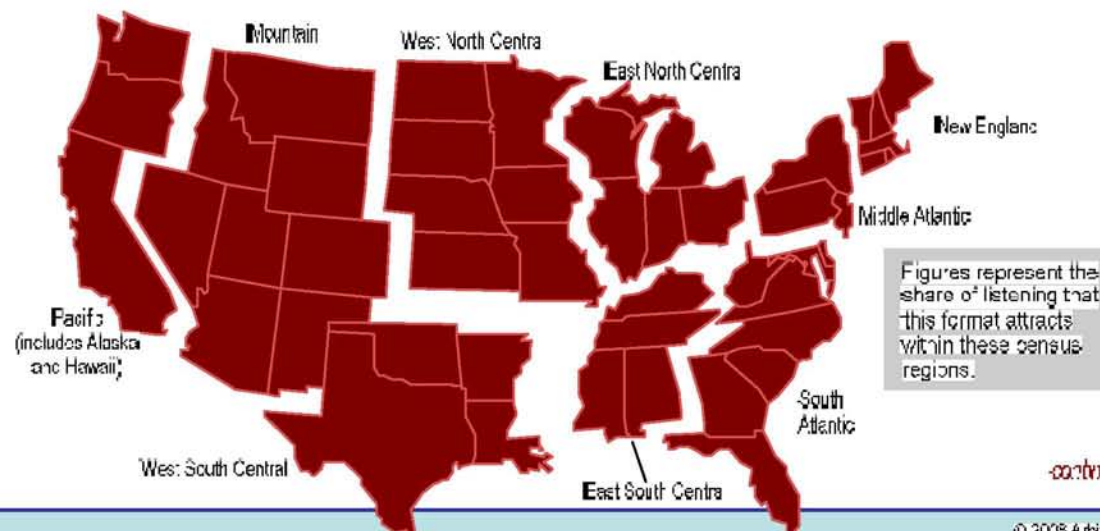 Mountain
West North Centra
East North Centra
New England
Middle Atlantic
Figures represent the
share of listening that
this format attracts
within these census
regions.
Pacific
(includes Alaska
and Hawaii)
South
Atlantic
West South Central
East South Centra
© 2008